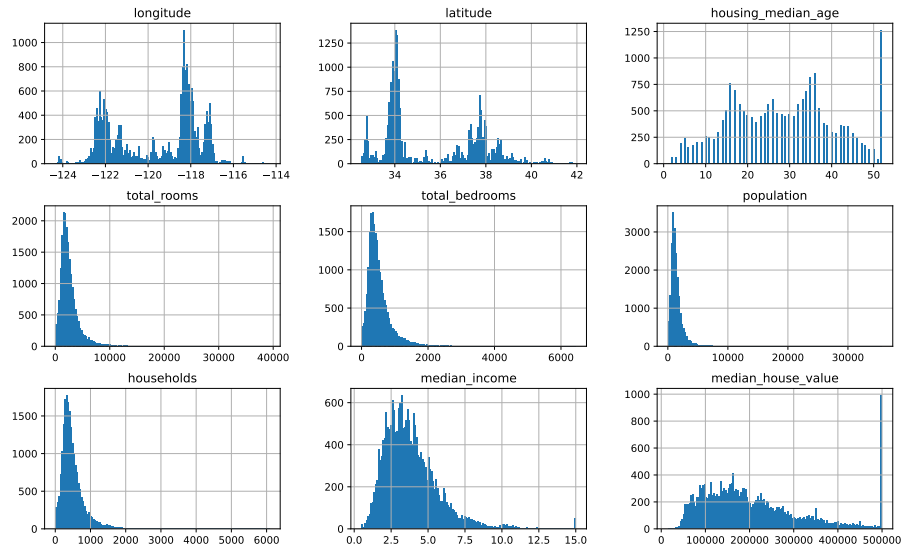 longitude
1000
800
600
400
200
0
−124 −122 −120 −118 −116 −114
latitude
1250
1000
750
500
250
0
34 36 38 40 42
housing_median_age
1250
1000
750
500
250
0
0 10 20 30 40 50
total_rooms
2000
1500
1000
500
0
0 10000 20000 30000 40000
total_bedrooms
1500
1000
500
0
0 2000 4000 6000
population
3000
2000
1000
0
0 10000 20000 30000
households
1500
1000
500
0
0 1000 2000 3000 4000 5000 6000
median_income
600
400
200
0
0.0 2.5 5.0 7.5 10.0 12.5 15.0
median_house_value
1000
800
600
400
200
0
0 100000 200000 300000 400000 500000